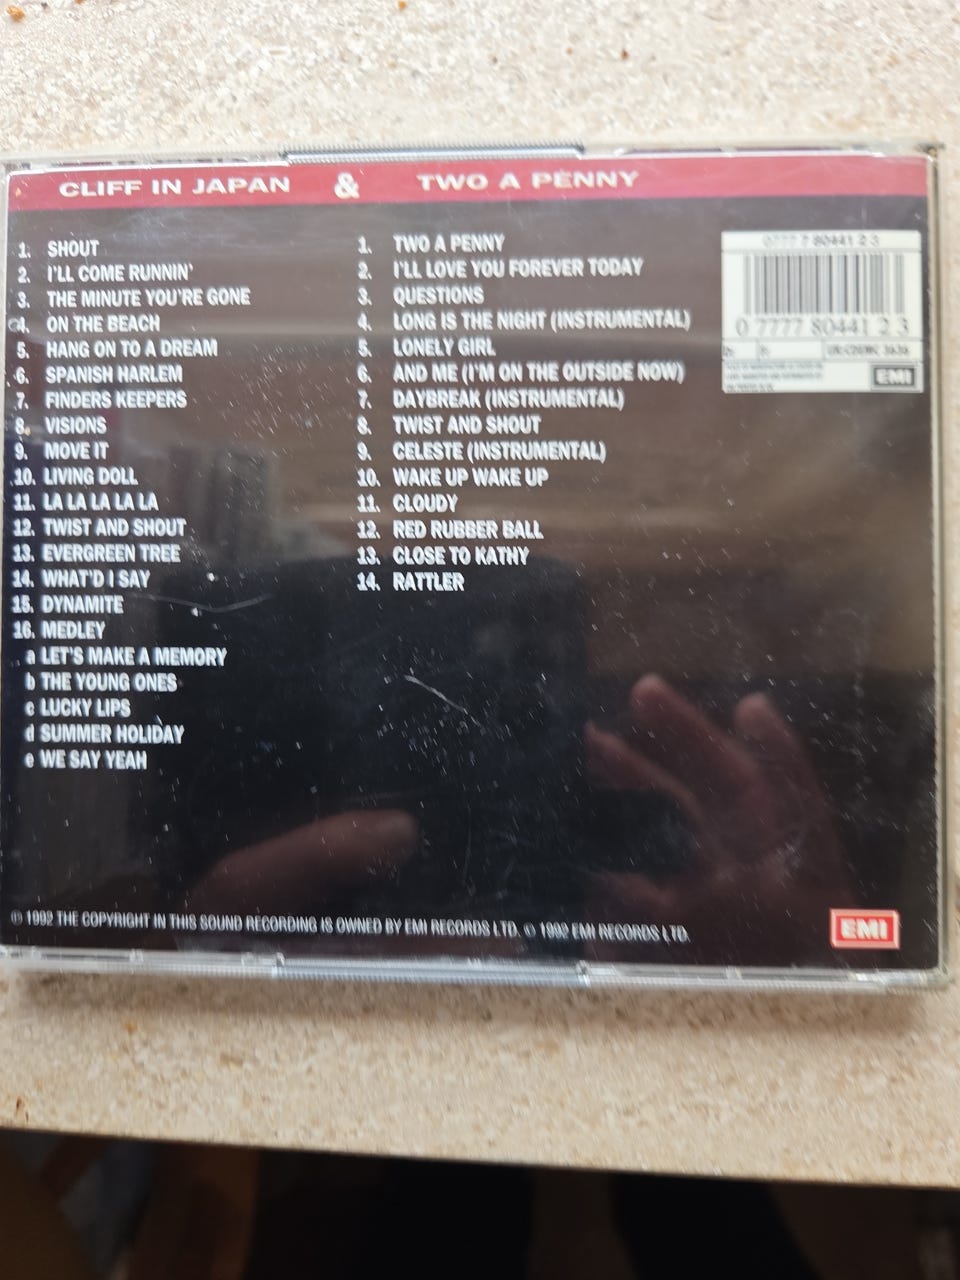 CLIFF IN JAPAN & TWO A PENNY
1. SHOUT
2. I'LL COME RUNNIN'
3. THE MINUTE YOU'RE GONE
4. ON THE BEACH
5. HANG ON TO A DREAM
6. SPANISH HARLEM
7. FINDERS KEEPERS
8. VISIONS
9. MOVE IT
10. LIVING DOLL
11. LA LA LA LA LA
12. TWIST AND SHOUT
13. EVERGREEN TREE
14. WHAT'D I SAY
15. DYNAMITE
16. MEDLEY
a LET'S MAKE A MEMORY
b THE YOUNG ONES
c LUCKY LIPS
d SUMMER HOLIDAY
e WE SAY YEAH
1. TWO A PENNY
2. I'LL LOVE YOU FOREVER TODAY
3. QUESTIONS
4. LONG IS THE NIGHT (INSTRUMENTAL)
5. LONELY GIRL
6. AND ME (I'M ON THE OUTSIDE NOW)
7. DAYBREAK (INSTRUMENTAL)
8. TWIST AND SHOUT
9. CELESTE (INSTRUMENTAL)
10. WAKE UP WAKE UP
11. CLOUDY
12. RED RUBBER BALL
13. CLOSE TO KATHY
14. RATTLER
0777 7 80441 2 3
0 7777 80441 2 3
EMI
℗ 1992 THE COPYRIGHT IN THIS SOUND RECORDING IS OWNED BY EMI RECORDS LTD. © 1992 EMI RECORDS LTD.
EMI